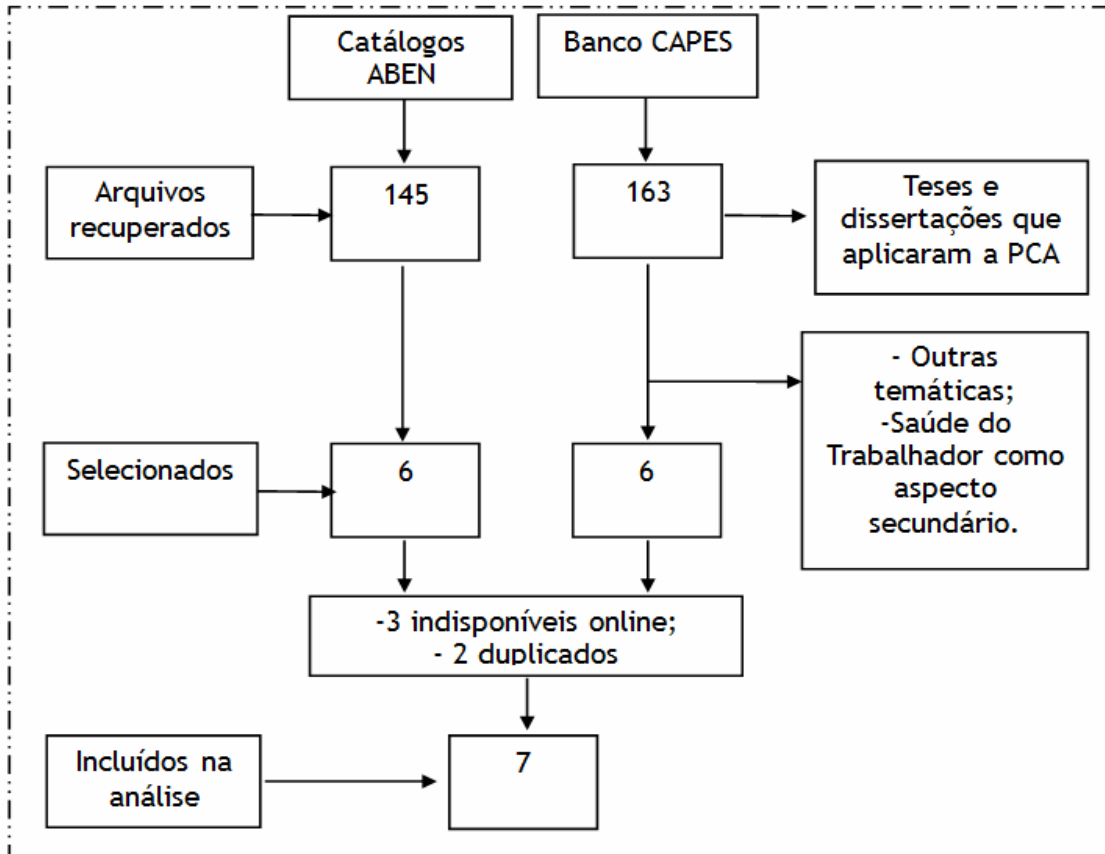 Catálogos
ABEN
Banco CAPES
Arquivos
recuperados
145
163
Teses e
dissertações que
aplicaram a PCA
- Outras
temáticas;
-Saúde do
Trabalhador como
aspecto
secundário.
Selecionados
6
6
-3 indisponíveis online;
- 2 duplicados
Incluídos na
análise
7